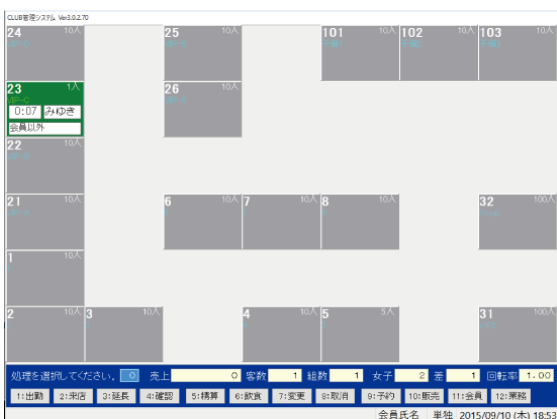 CLUB管理システム Ver3.0.2.70
24 10人
25 10人
101 10人
102 10人
103 10人
23 1人
VIP-C
0:07 みゆき
会員以外
26 10人
22 10人
21 10人
6 10人
7 10人
8 10人
32 100人
1 10人
2 10人
3 10人
4 10人
5 5人
31 100人
処理を選択してください。 0 売上 0 客数 1 組数 1 女子 2 差 1 回転率 1.00
1:出勤 2:来店 3:延長 4:確認 5:精算 6:飲食 7:変更 8:取消 9:予約 10:販売 11:会員 12:業務
会員氏名 単独 2015/09/10 (木) 18:53